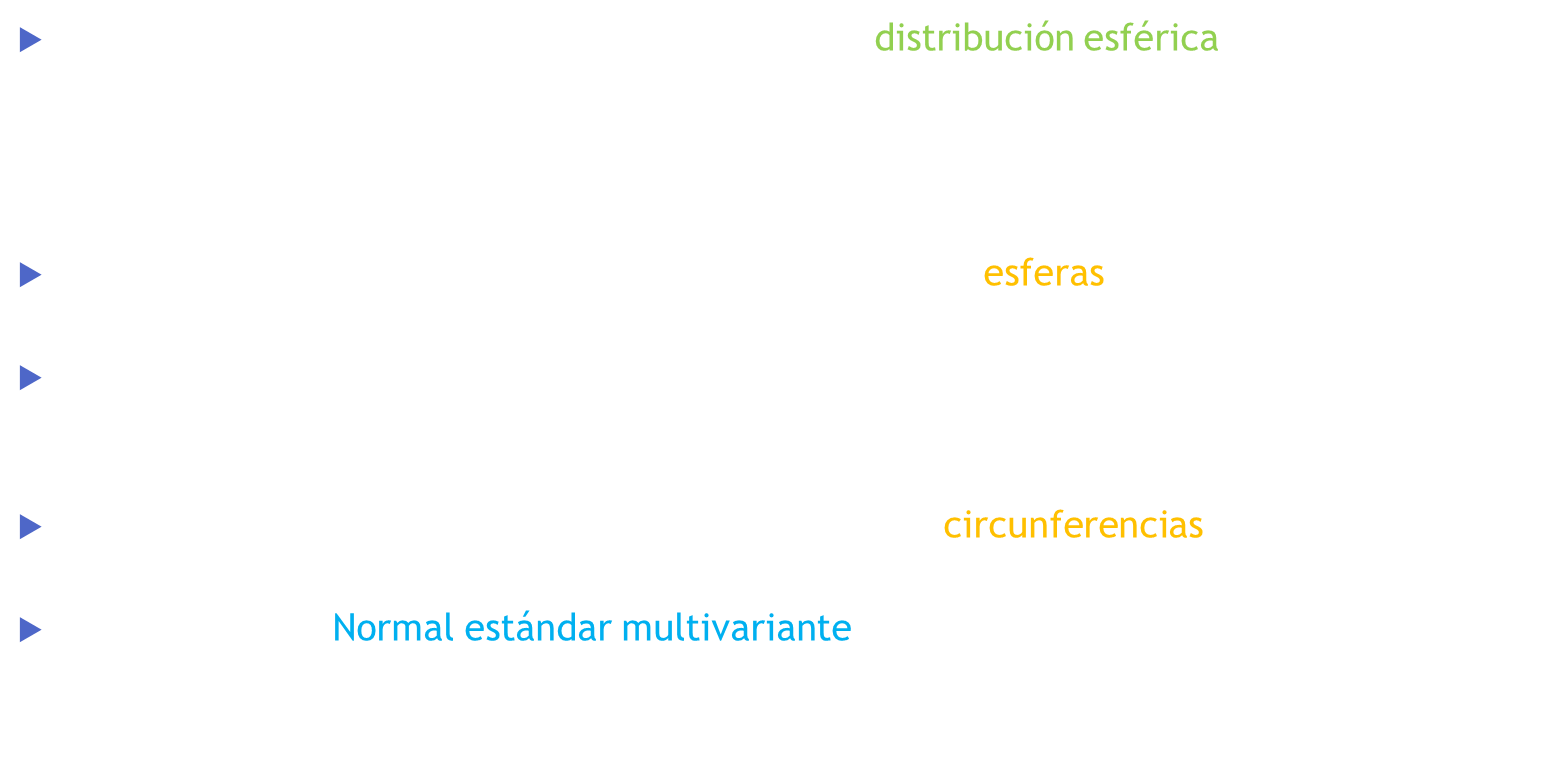 distribución esférica
esferas
circunferencias
Normal estándar multivariante